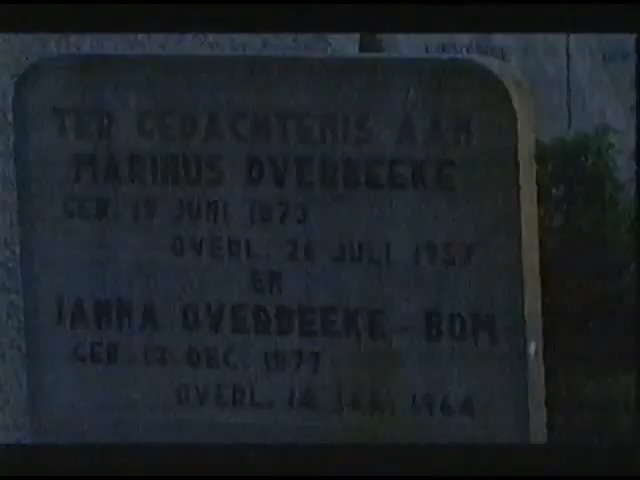 TER GEDACHTENIS AAN
MARINUS OVERBEEKE
GEB. 19 JUNI 1873
OVERL. 26 JULI 1957
EN
JANNA OVERBEEKE - BOM
GEB. 13 DEC. 1877
OVERL. 1964